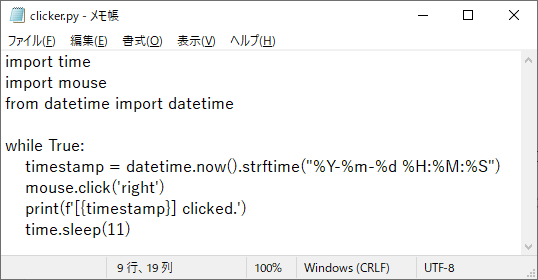 clicker.py - メモ帳
ファイル(F) 編集(E) 書式(O) 表示(V) ヘルプ(H)
import time
import mouse
from datetime import datetime

while True:
    timestamp = datetime.now().strftime("%Y-%m-%d %H:%M:%S")
    mouse.click('right')
    print(f'[{timestamp}] clicked.')
    time.sleep(11)
9 行、19 列 100% Windows (CRLF) UTF-8